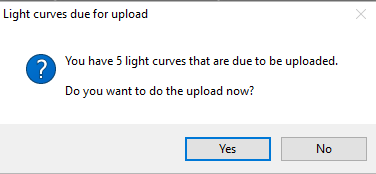 Light curves due for upload
You have 5 light curves that are due to be uploaded.
Do you want to do the upload now?
Yes
No